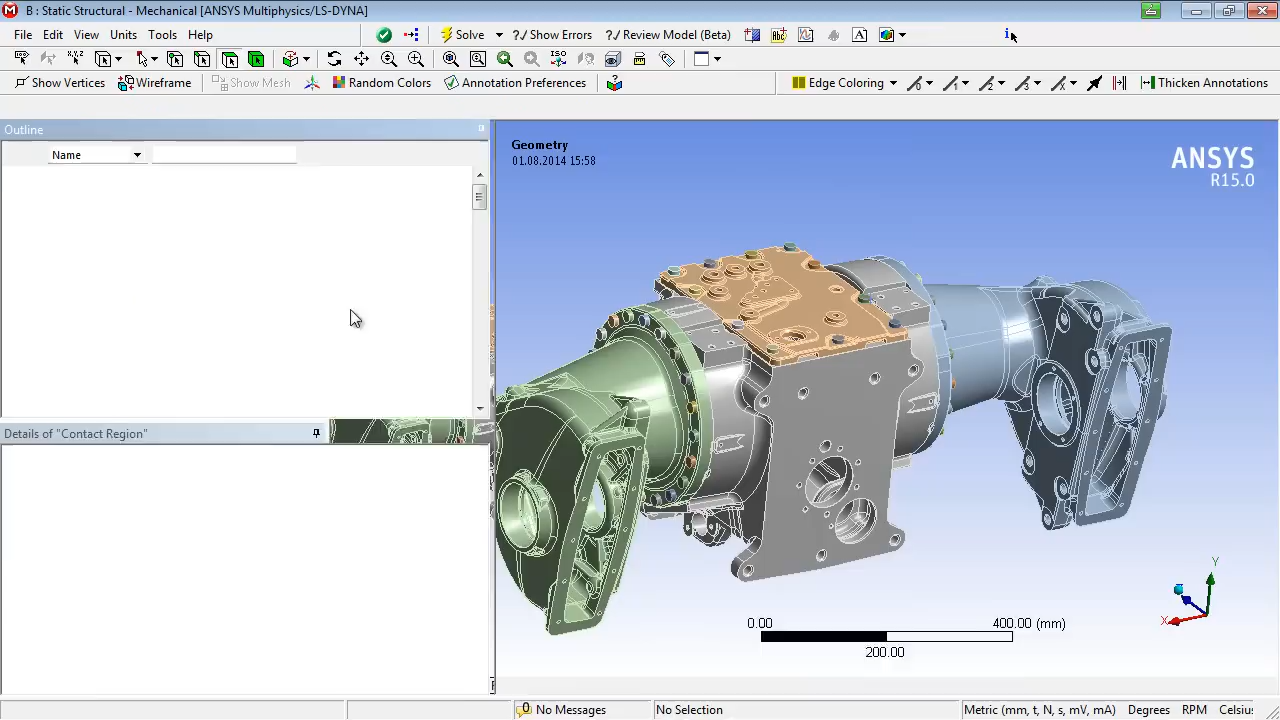 B : Static Structural - Mechanical [ANSYS Multiphysics/LS-DYNA]
File Edit View Units Tools Help Solve Show Errors Review Model (Beta)
Show Vertices Wireframe Show Mesh Random Colors Annotation Preferences Edge Coloring Thicken Annotations
Outline
Name
Geometry
01.08.2014 15:58
ANSYS
R15.0
Details of "Contact Region"
Y
X
0.00 400.00 (mm)
200.00
No Messages No Selection Metric (mm, t, N, s, mV, mA) Degrees RPM Celsiu